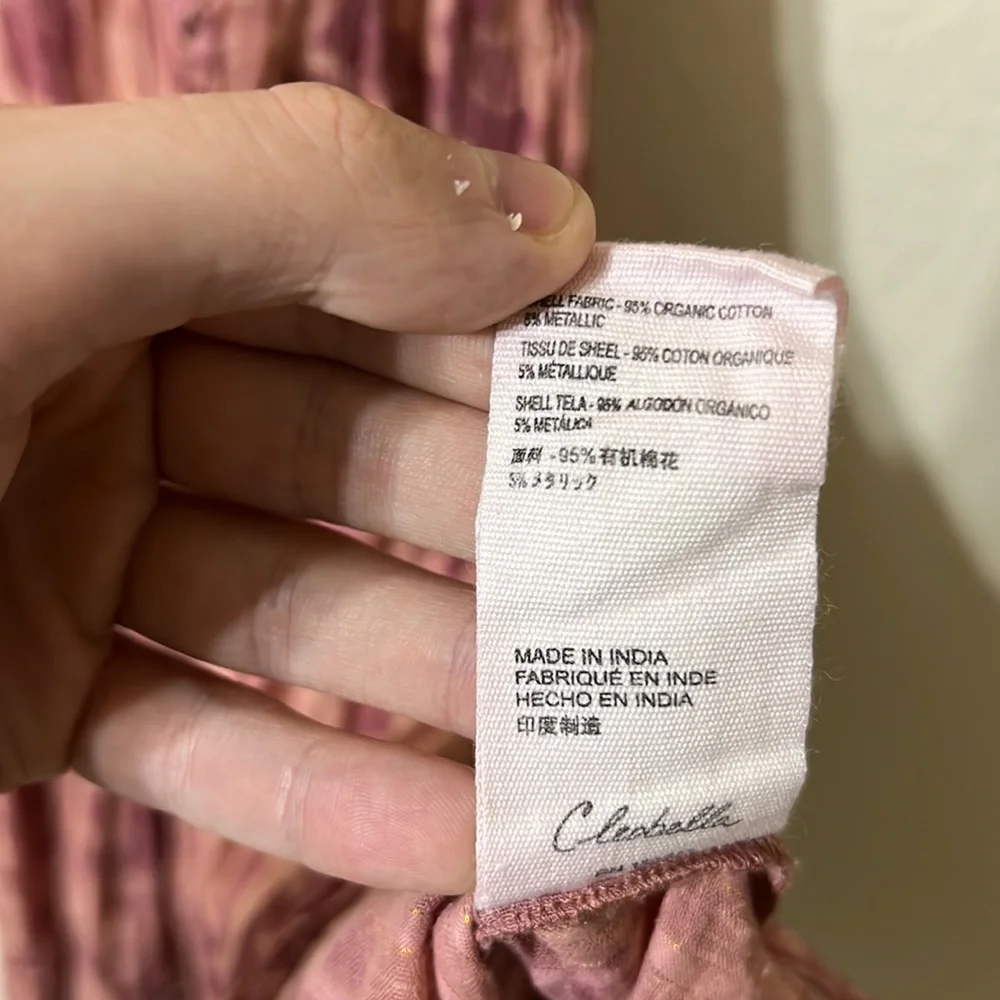 SHELL FABRIC - 95% ORGANIC COTTON
5% METALLIC
TISSU DE SHEEL - 95% COTON ORGANIQUE
5% MÉTALLIQUE
SHELL TELA - 95% ALGODÓN ORGÁNICO
5% METÁLICA
面料 - 95% 有机棉花
5% メタリック
MADE IN INDIA
FABRIQUÉ EN INDE
HECHO EN INDIA
印度制造
Cleobella